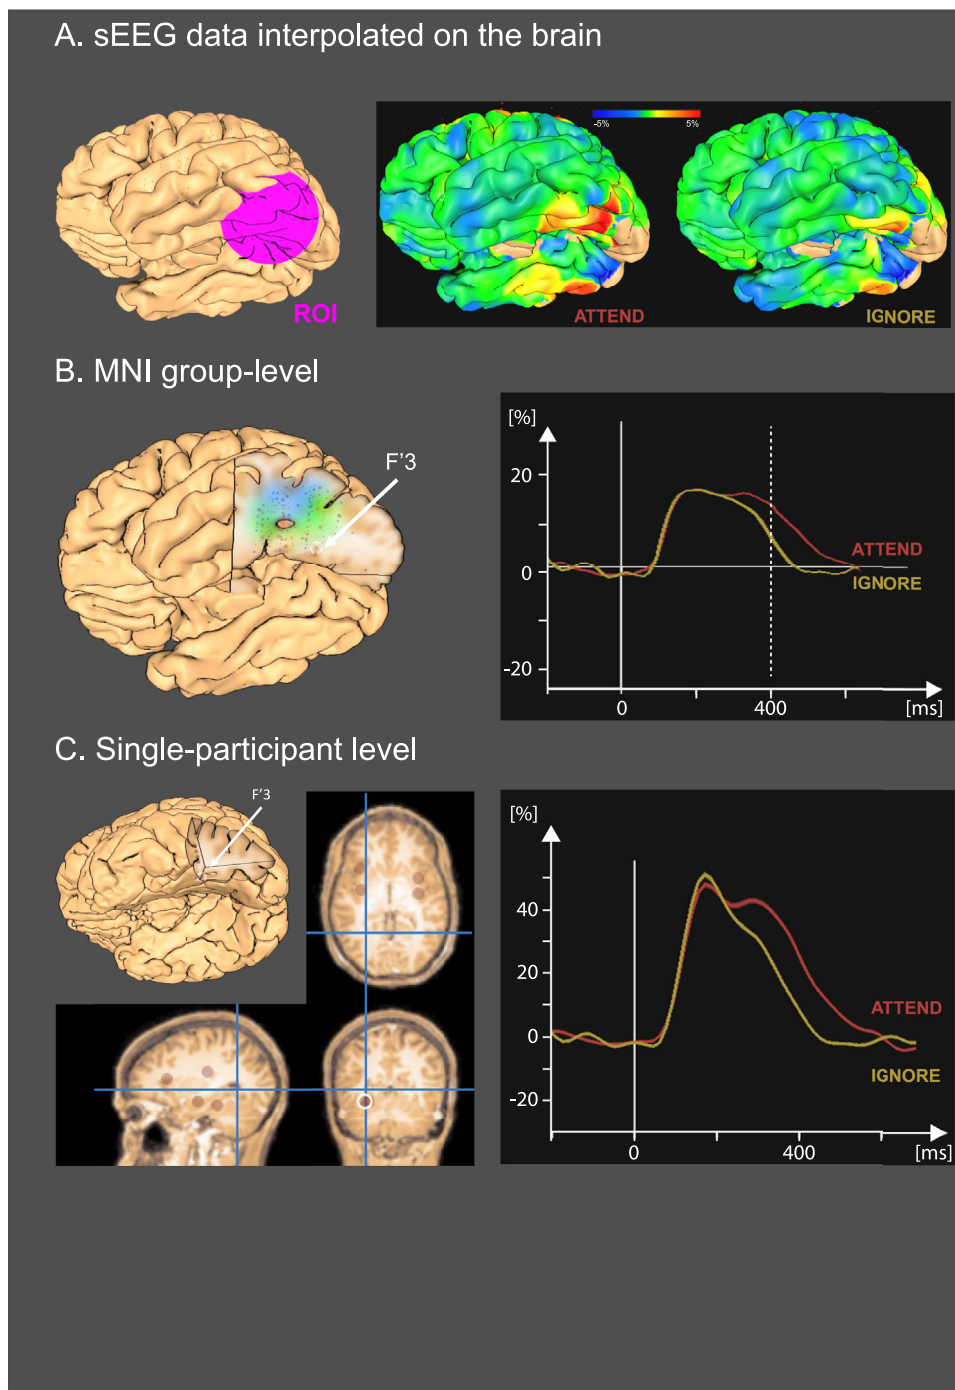 A. sEEG data interpolated on the brain
-5%
5%
ROI
ATTEND
IGNORE
B. MNI group-level
F'3
[%]
20
0
-20
ATTEND
IGNORE
0
400
[ms]
C. Single-participant level
F'3
[%]
40
20
0
-20
ATTEND
IGNORE
0
400
[ms]